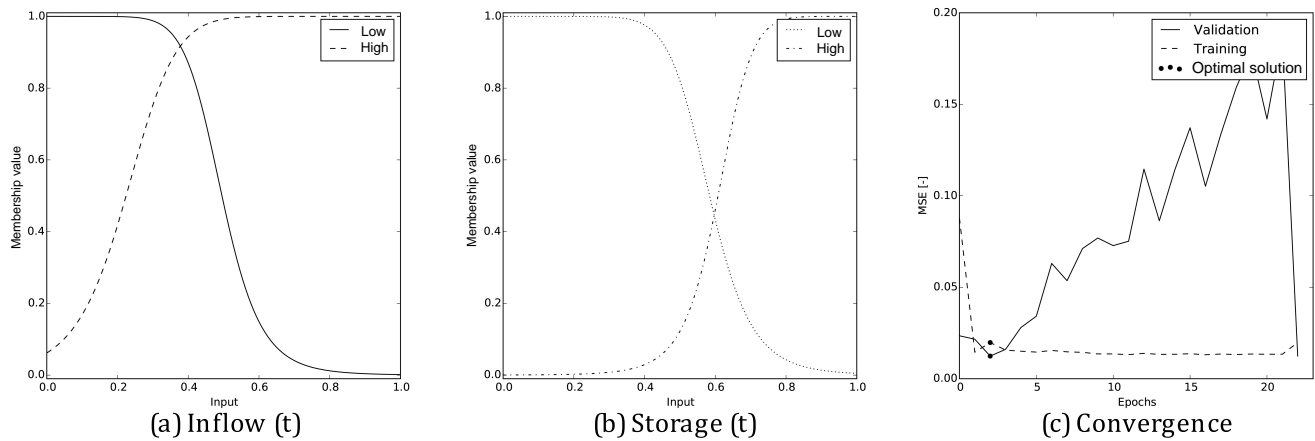 1.0
0.8
0.6
0.4
0.2
0.0
Membership value
0.0 0.2 0.4 0.6 0.8 1.0
Input
Low
High
(a) Inflow (t)
1.0
0.8
0.6
0.4
0.2
0.0
Membership value
0.0 0.2 0.4 0.6 0.8 1.0
Input
Low
High
(b) Storage (t)
0.20
0.15
0.10
0.05
0.00
MSE [-]
0 5 10 15 20
Epochs
Validation
Training
Optimal solution
(c) Convergence